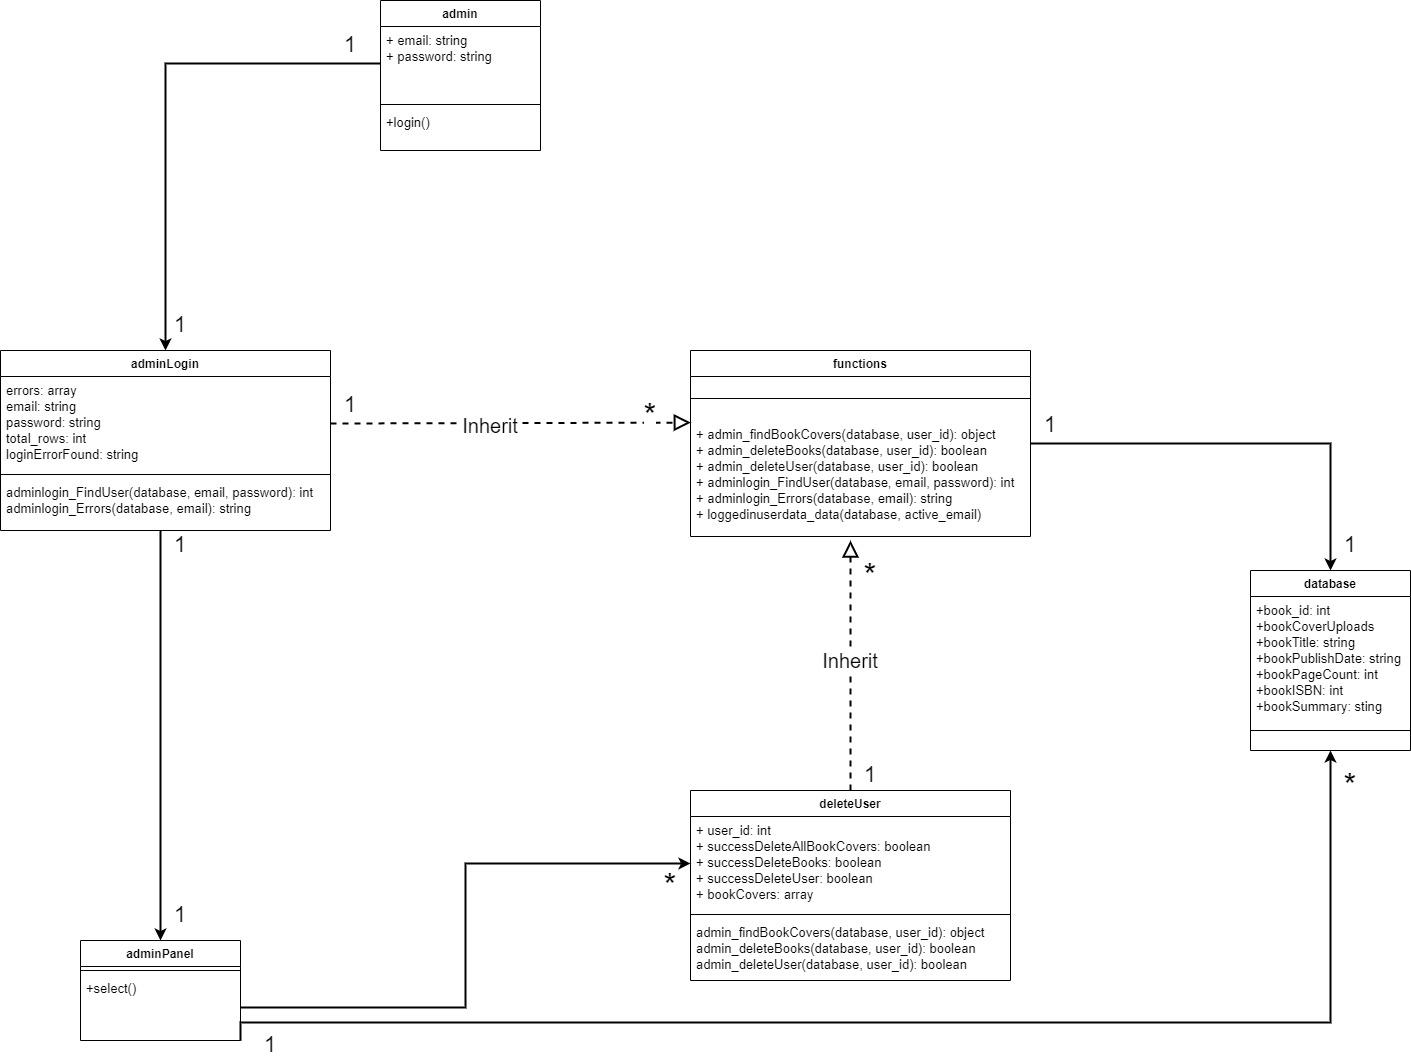 admin
+ email: string
+ password: string
+login()
1
1
adminLogin
errors: array
email: string
password: string
total_rows: int
loginErrorFound: string
adminlogin_FindUser(database, email, password): int
adminlogin_Errors(database, email): string
1
Inherit
*
functions
+ admin_findBookCovers(database, user_id): object
+ admin_deleteBooks(database, user_id): boolean
+ admin_deleteUser(database, user_id): boolean
+ adminlogin_FindUser(database, email, password): int
+ adminlogin_Errors(database, email): string
+ loggedinuserdata_data(database, active_email)
1
1
database
+book_id: int
+bookCoverUploads
+bookTitle: string
+bookPublishDate: string
+bookPageCount: int
+bookISBN: int
+bookSummary: sting
*
1
*
Inherit
1
deleteUser
+ user_id: int
+ successDeleteAllBookCovers: boolean
+ successDeleteBooks: boolean
+ successDeleteUser: boolean
+ bookCovers: array
admin_findBookCovers(database, user_id): object
admin_deleteBooks(database, user_id): boolean
admin_deleteUser(database, user_id): boolean
*
1
adminPanel
+select()
1